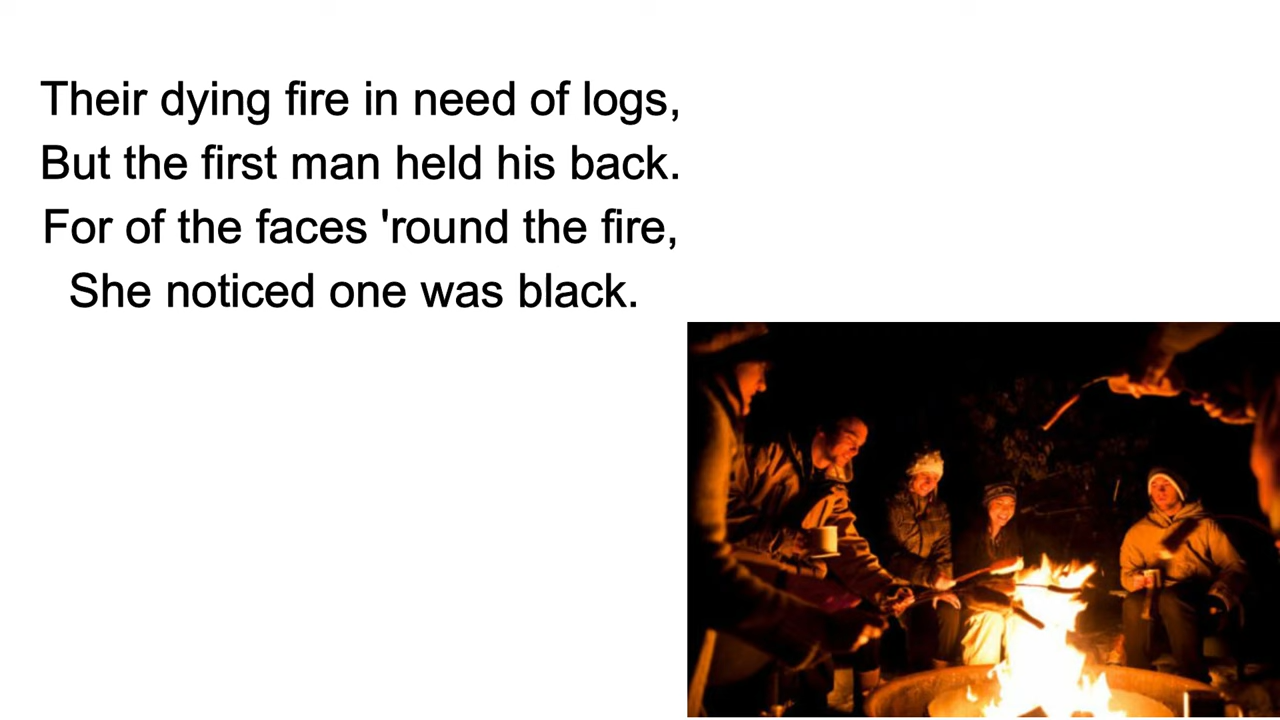 Their dying fire in need of logs,
But the first man held his back.
For of the faces 'round the fire,
She noticed one was black.